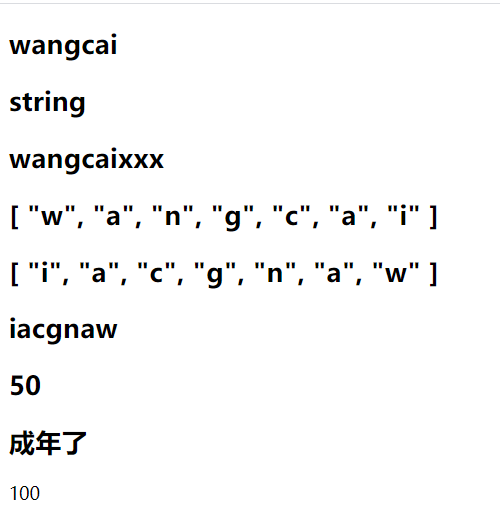 wangcai
string
wangcaixxx
[ "w", "a", "n", "g", "c", "a", "i" ]
[ "i", "a", "c", "g", "n", "a", "w" ]
iacgnaw
50
成年了
100